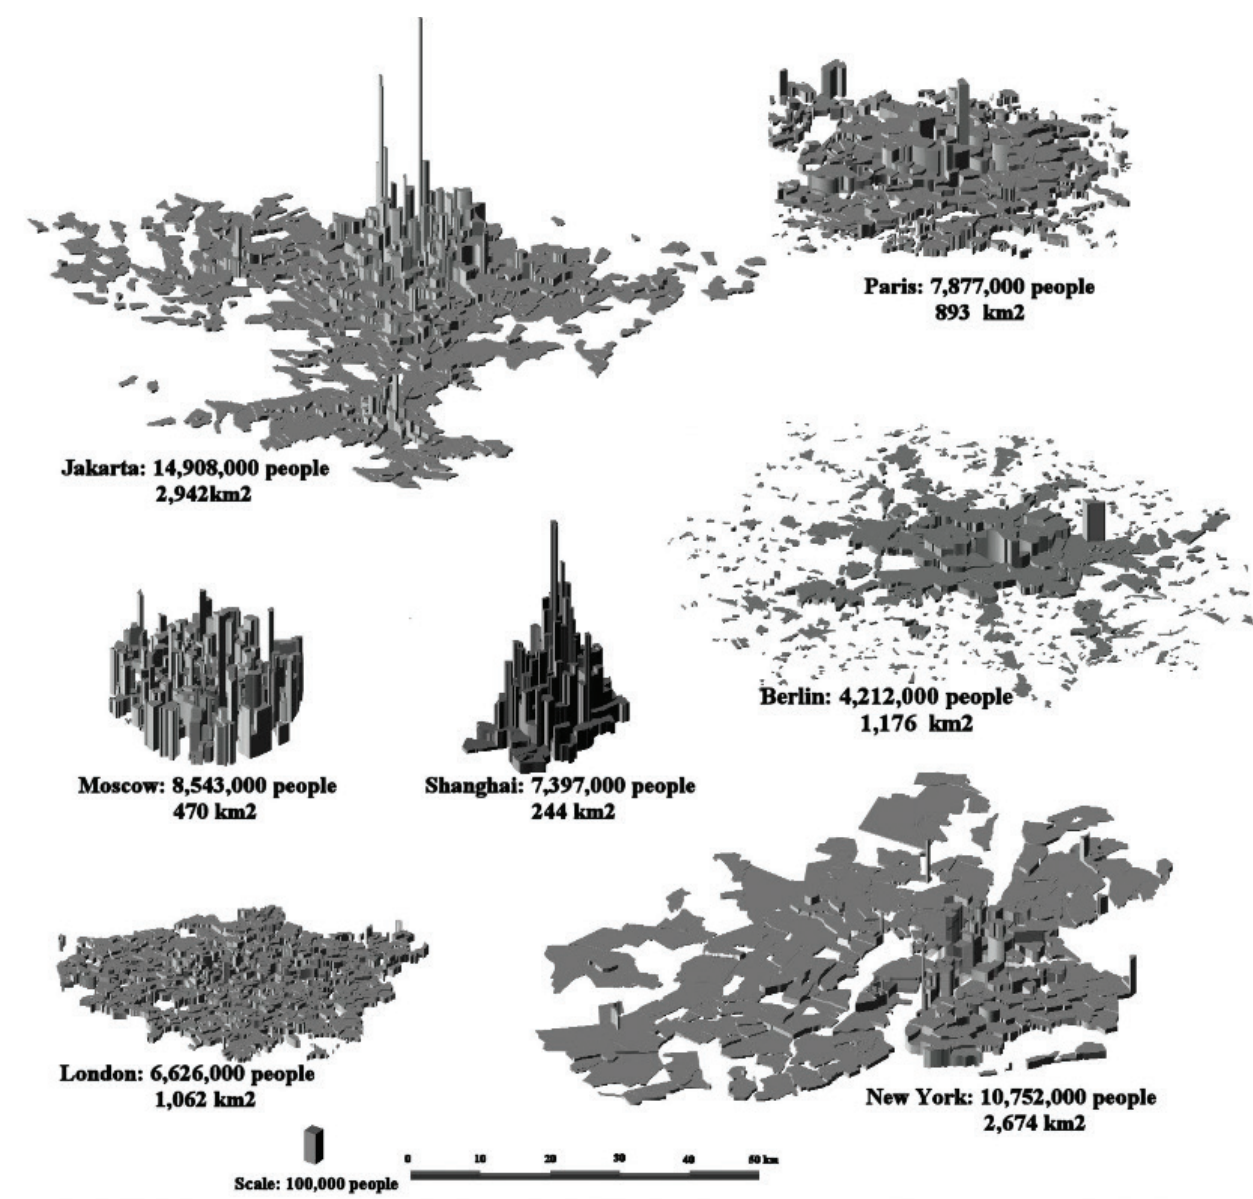 Paris: 7,877,000 people
893 km2
Jakarta: 14,908,000 people
2,942km2
Berlin: 4,212,000 people
1,176 km2
Moscow: 8,543,000 people
470 km2
Shanghai: 7,397,000 people
244 km2
London: 6,626,000 people
1,062 km2
New York: 10,752,000 people
2,674 km2
0 10 20 30 40 50 km
Scale: 100,000 people